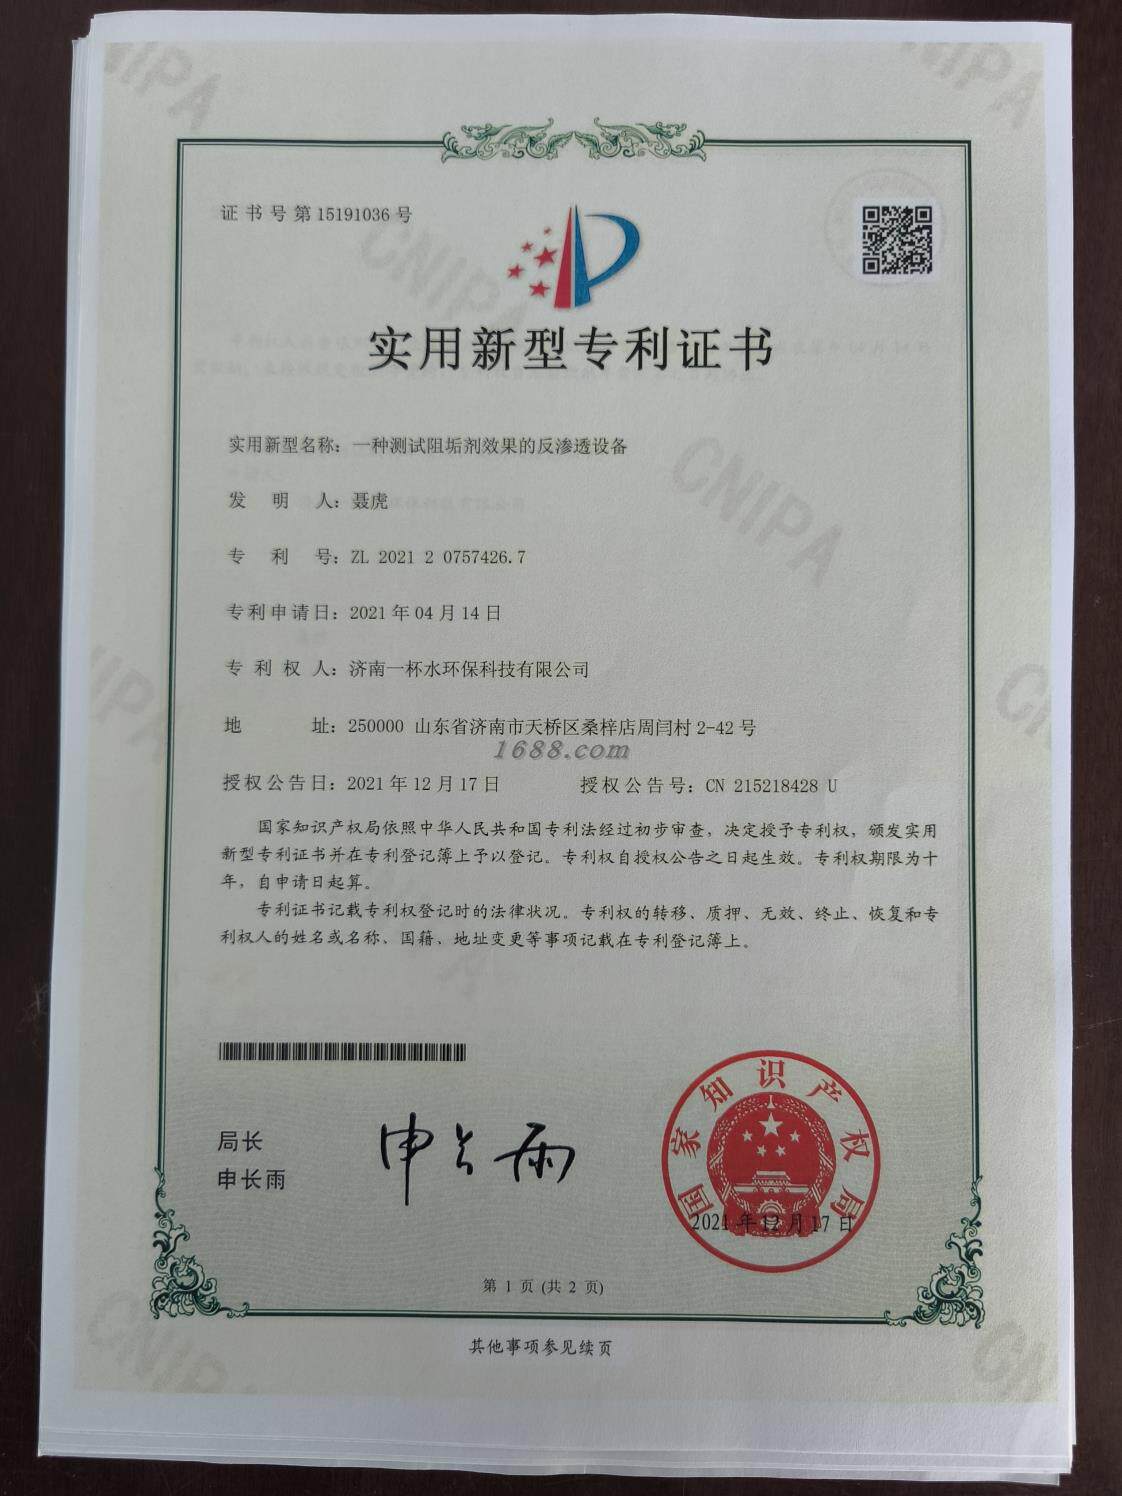 证书号第15191036号
实用新型专利证书
实用新型名称：一种测试阻垢剂效果的反渗透设备
发明人：聂虎
专利号：ZL 2021 2 0757426.7
专利申请日：2021年04月14日
专利权人：济南一杯水环保科技有限公司
地址：250000 山东省济南市天桥区桑梓店周闫村2-42号
1688.com
授权公告日：2021年12月17日 授权公告号：CN 215218428 U
国家知识产权局依照中华人民共和国专利法经过初步审查，决定授予专利权，颁发实用
新型专利证书并在专利登记簿上予以登记。专利权自授权公告之日起生效。专利权期限为十
年，自申请日起算。
专利证书记载专利权登记时的法律状况。专利权的转移、质押、无效、终止、恢复和专
利权人的姓名或名称、国籍、地址变更等事项记载在专利登记簿上。
局长
申长雨
申长雨
国家知识产权局
2021年12月17日
第 1 页 (共 2 页)
其他事项参见续页
CNIPA
CNIPA
CNIPA
CNIPA